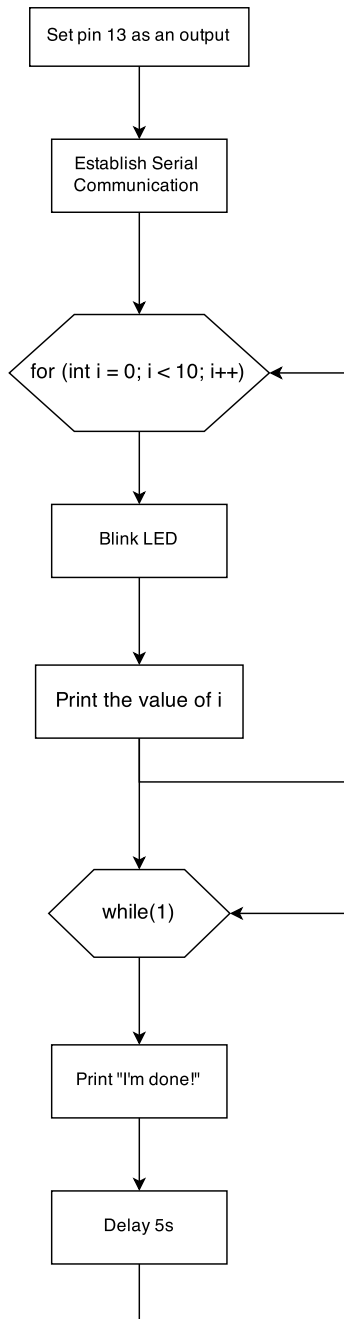 Set pin 13 as an output
Establish Serial
Communication
for (int i = 0; i < 10; i++)
Blink LED
Print the value of i
while(1)
Print "I'm done!"
Delay 5s